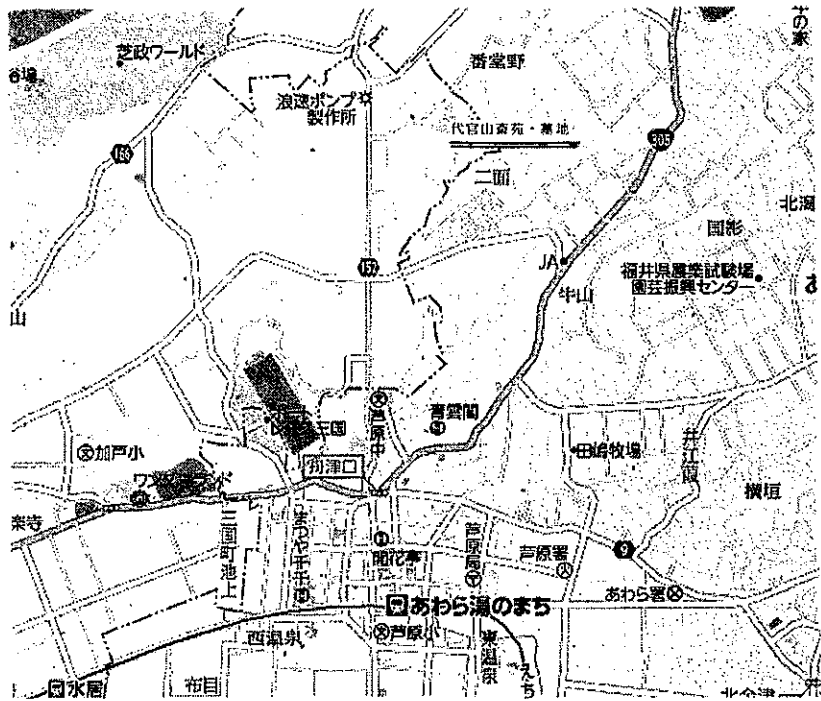 芝政ワールド
番堂野
浪速ポンプ
製作所
代官山斎苑・墓地
305
166
二面
国影
157
JA
牛山
福井県農業試験場
園芸振興センター
山
芦原中
青雲閣
加戸小
田嶋牧場
井江葭
横垣
楽寺
三国町池上
まつや千千
開花亭
芦原局
芦原署
9
あわら署
あわら湯のまち
西温泉
芦原小
東温泉
えち
水居
布目
北金津